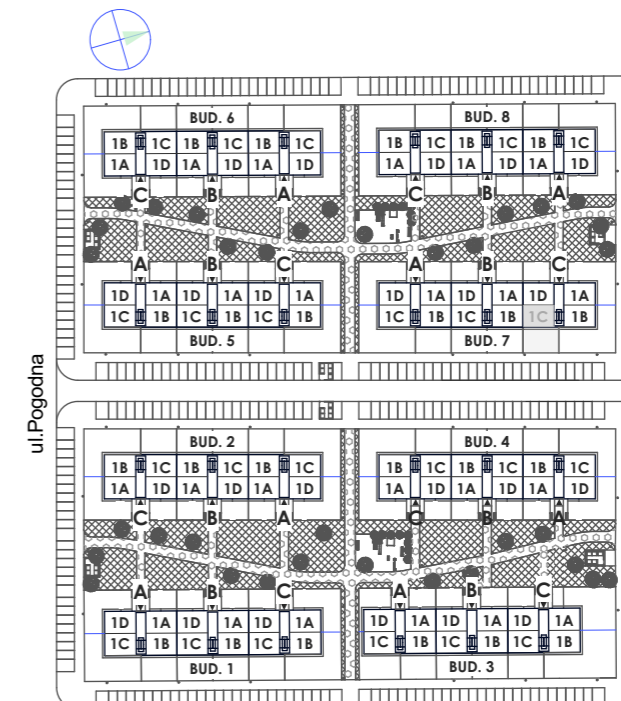 BUD. 6 BUD. 8
1B 1C 1B 1C 1B 1C 1B 1C 1B 1C 1B 1C
1A 1D 1A 1D 1A 1D 1A 1D 1A 1D 1A 1D
C B A C B A
A B C A B C
1D 1A 1D 1A 1D 1A 1D 1A 1D 1A 1D 1A
1C 1B 1C 1B 1C 1B 1C 1B 1C 1B 1C 1B
BUD. 5 BUD. 7
ul.Pogodna
BUD. 2 BUD. 4
1B 1C 1B 1C 1B 1C 1B 1C 1B 1C 1B 1C
1A 1D 1A 1D 1A 1D 1A 1D 1A 1D 1A 1D
C B A C B A
A B C A B C
1D 1A 1D 1A 1D 1A 1D 1A 1D 1A 1D 1A
1C 1B 1C 1B 1C 1B 1C 1B 1C 1B 1C 1B
BUD. 1 BUD. 3